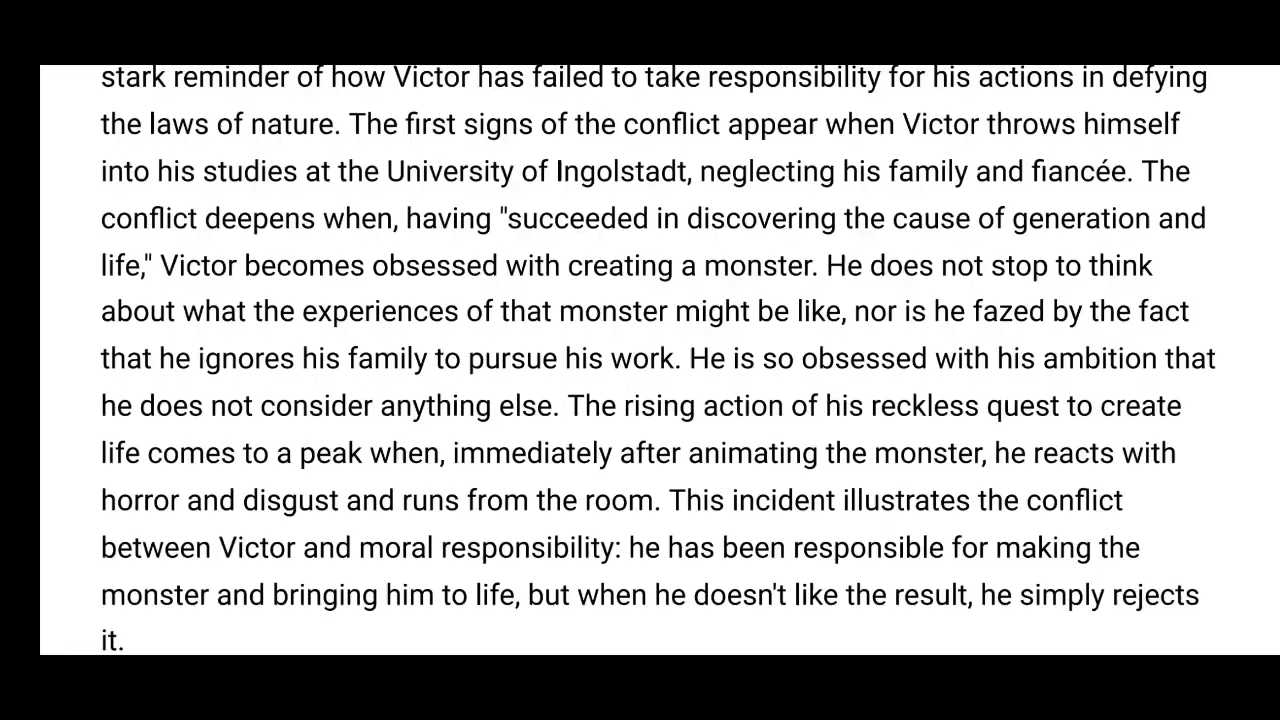 stark reminder of how Victor has failed to take responsibility for his actions in defying
the laws of nature. The first signs of the conflict appear when Victor throws himself
into his studies at the University of Ingolstadt, neglecting his family and fiancée. The
conflict deepens when, having "succeeded in discovering the cause of generation and
life," Victor becomes obsessed with creating a monster. He does not stop to think
about what the experiences of that monster might be like, nor is he fazed by the fact
that he ignores his family to pursue his work. He is so obsessed with his ambition that
he does not consider anything else. The rising action of his reckless quest to create
life comes to a peak when, immediately after animating the monster, he reacts with
horror and disgust and runs from the room. This incident illustrates the conflict
between Victor and moral responsibility: he has been responsible for making the
monster and bringing him to life, but when he doesn't like the result, he simply rejects
it.